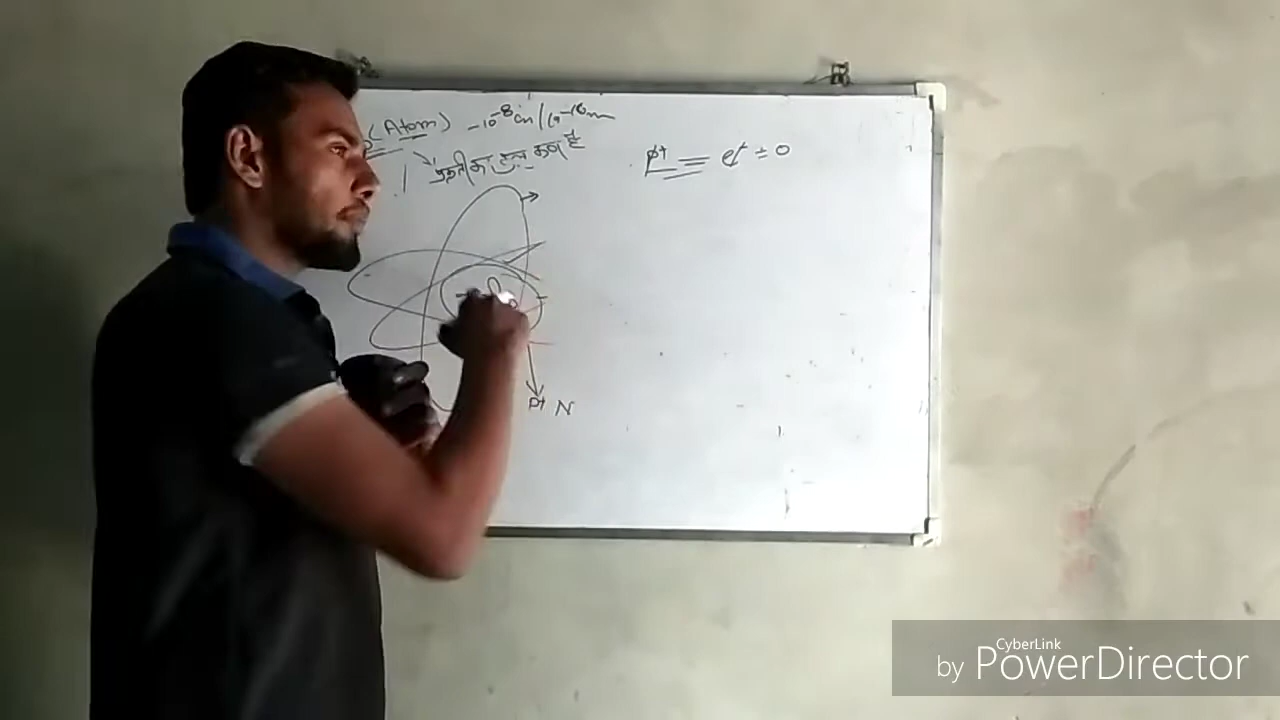 (Atom) -10⁻⁸cm/10⁻¹⁰m
प्रकृती का मूल कण है
P+ = e- = 0
P+ N
CyberLink
by PowerDirector